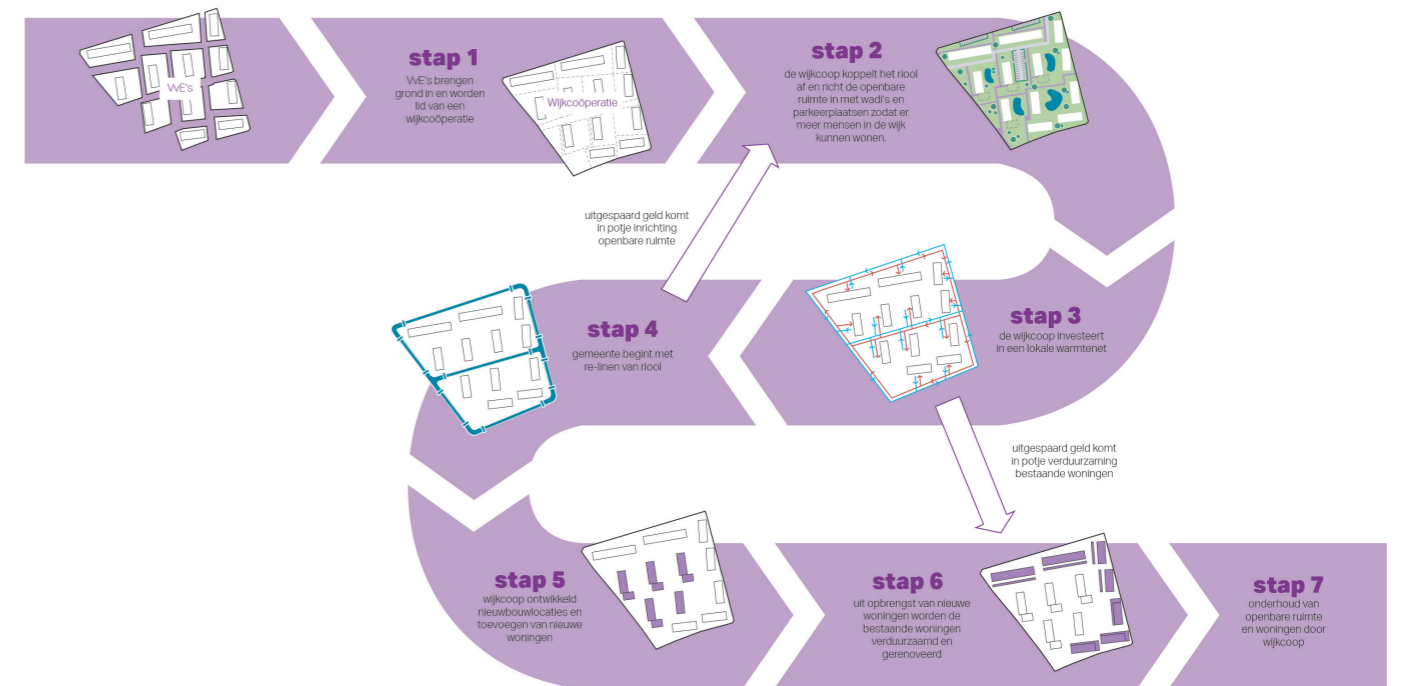 VvE's
stap 1
VvE's brengen
grond in en worden
lid van een
wijkcoöperatie
Wijkcoöperatie
stap 2
de wijkcoop koppelt het riool
af en richt de openbare
ruimte in met wadi's en
parkeerplaatsen zodat er
meer mensen in de wijk
kunnen wonen.
uitgespaard geld komt
in potje inrichting
openbare ruimte
stap 3
de wijkcoop investeert
in een lokale warmtenet
stap 4
gemeente begint met
re-linen van riool
uitgespaard geld komt
in potje verduurzaming
bestaande woningen
stap 5
wijkcoop ontwikkeld
nieuwbouwlocaties en
toevoegen van nieuwe
woningen
stap 6
uit opbrengst van nieuwe
woningen worden de
bestaande woningen
verduurzaamd en
gerenoveerd
stap 7
onderhoud van
openbare ruimte
en woningen door
wijkcoop